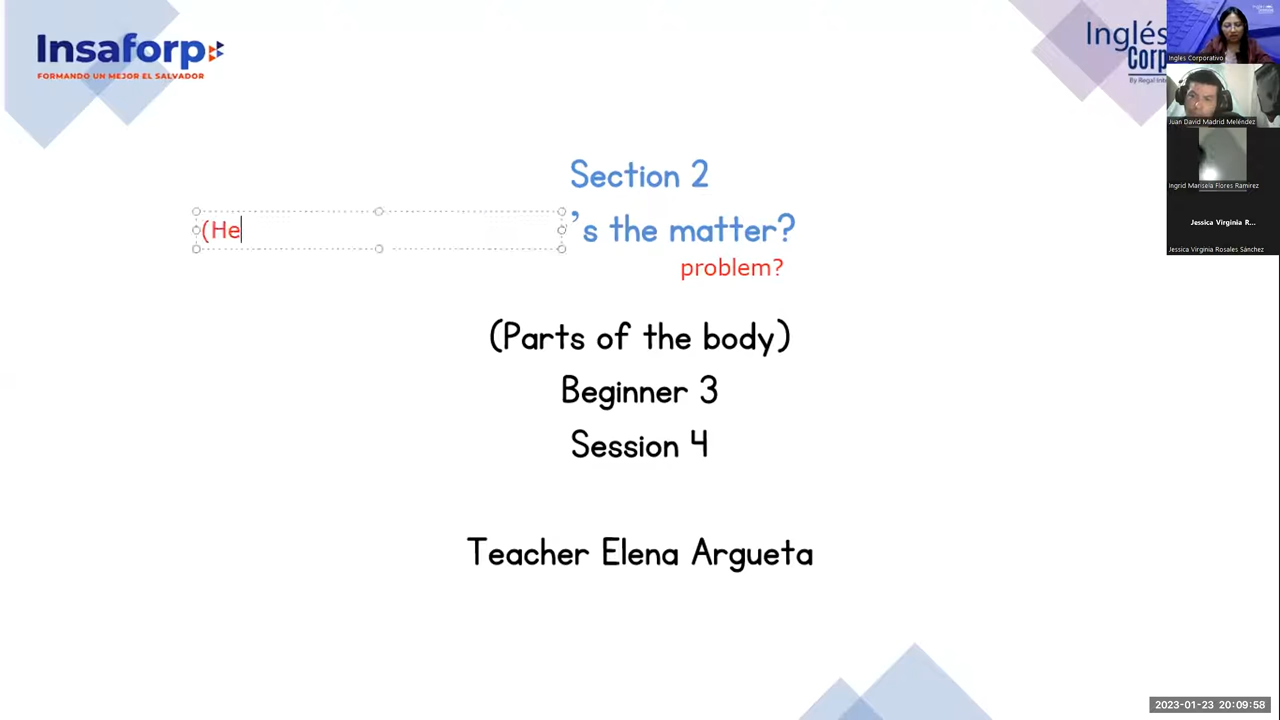 Insaforp
FORMANDO UN MEJOR EL SALVADOR
Inglés
Corp
Ingles Corporativo
Juan David Madrid Meléndez
Ingrid Marisela Flores Ramirez
Jessica Virginia R...
Jessica Virginia Rosales Sánchez
Section 2
(He
's the matter?
problem?
(Parts of the body)
Beginner 3
Session 4
Teacher Elena Argueta
2023-01-23 20:09:58